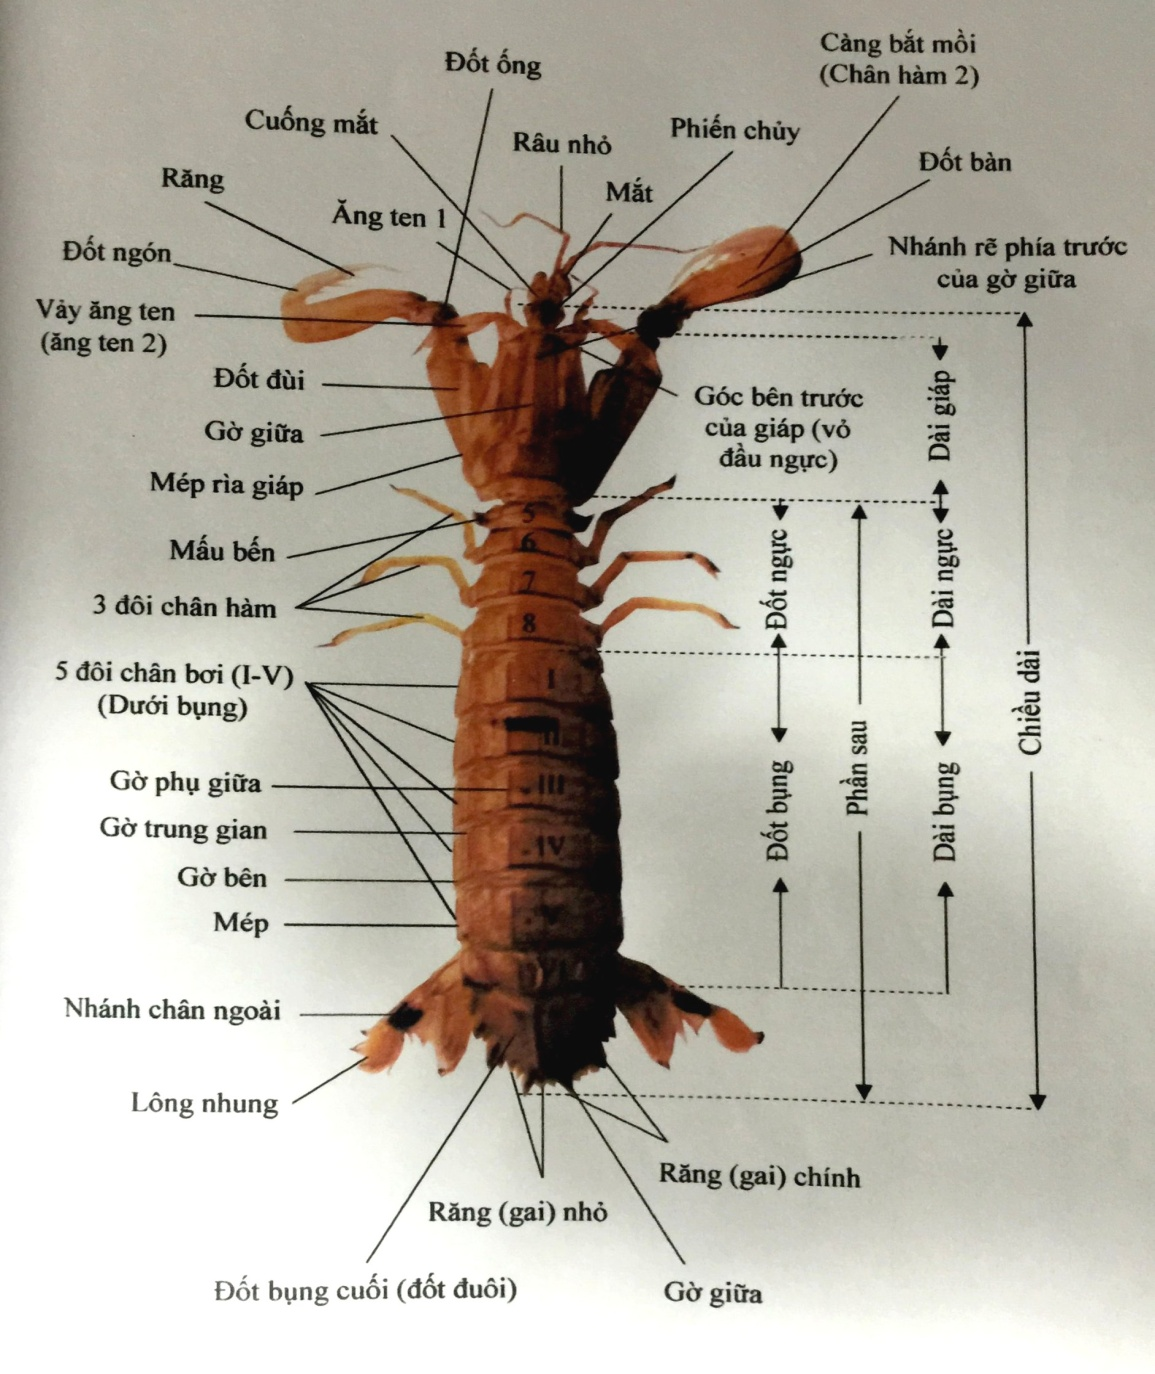 Càng bắt mồi
(Chân hàm 2)
Đốt ống
Cuống mắt
Râu nhỏ
Phiến chủy
Đốt bàn
Răng
Ăng ten 1
Mắt
Đốt ngón
Nhánh rẽ phía trước
của gờ giữa
Vảy ăng ten
(ăng ten 2)
Đốt đùi
Góc bên trước
của giáp (vỏ
đầu ngực)
Dài giáp
Gờ giữa
Mép rìa giáp
5
6
7
8
Mấu bến
3 đôi chân hàm
Đốt ngực
Dài ngực
5 đôi chân bơi (I-V)
(Dưới bụng)
I
II
III
IV
V
VI
Chiều dài
Phần sau
Đốt bụng
Dài bụng
Gờ phụ giữa
Gờ trung gian
Gờ bên
Mép
Nhánh chân ngoài
Lông nhung
Răng (gai) chính
Răng (gai) nhỏ
Đốt bụng cuối (đốt đuôi)
Gờ giữa